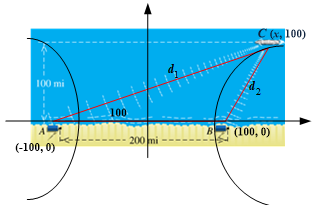 C (x, 100)
d1
d2
100 mi
100
A
B
(100, 0)
(-100, 0)
200 mi